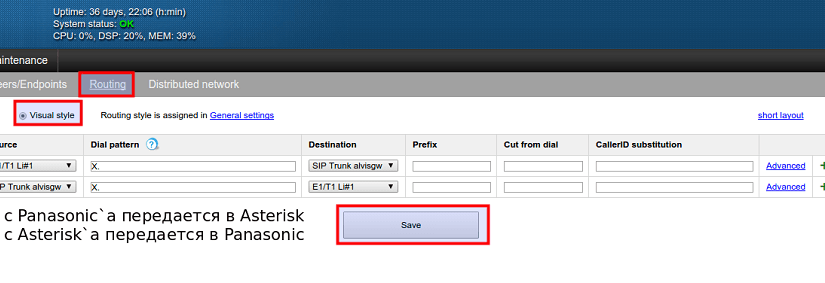 Uptime: 36 days, 22:06 (h:min)
System status: OK
CPU: 0%, DSP: 20%, MEM: 39%
intenance
eers/Endpoints Routing Distributed network
Visual style Routing style is assigned in General settings short layout
urce Dial pattern ? Destination Prefix Cut from dial CallerID substitution
1/T1 Li#1 X. SIP Trunk alvisgw Advanced +
IP Trunk alvisgw X. E1/T1 Li#1 Advanced +
с Panasonic`а передается в Asterisk
с Asterisk`а передается в Panasonic
Save